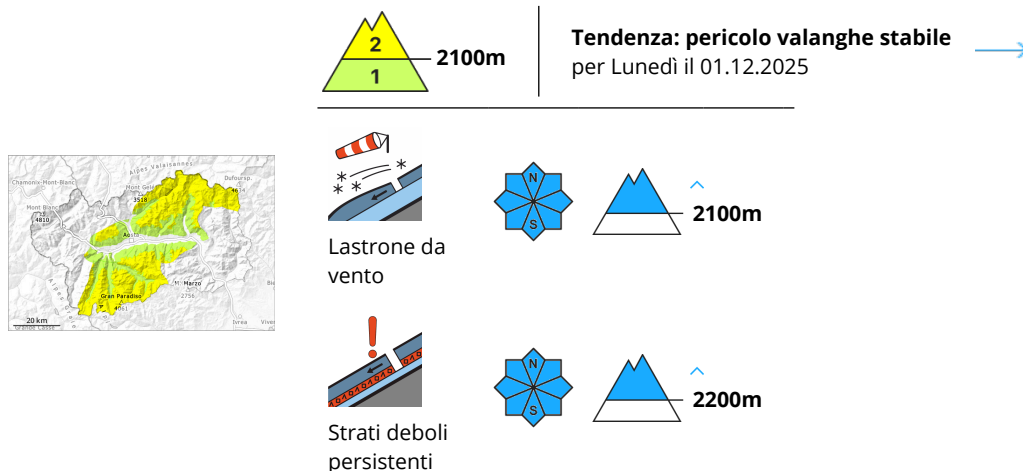 2
1
2100m
Tendenza: pericolo valanghe stabile
per Lunedì il 01.12.2025
Alpes Valaisannes
Chamonix-Mont-Blanc
Dufoursp.
Mont Gelé
3518
Mont Blanc
4810
Aosta
M. Marzo
2756
Gran Paradiso
4061
Ivrea
20 km
Grande Casse
N
S
2100m
Lastrone da
vento
N
S
2200m
Strati deboli
persistenti